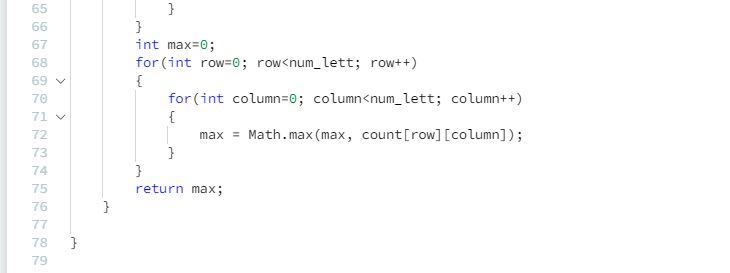 65 }
66 }
67 int max=0;
68 for(int row=0; row<num_lett; row++)
69 {
70 for(int column=0; column<num_lett; column++)
71 {
72 max = Math.max(max, count[row][column]);
73 }
74 }
75 return max;
76 }
77
78 }
79